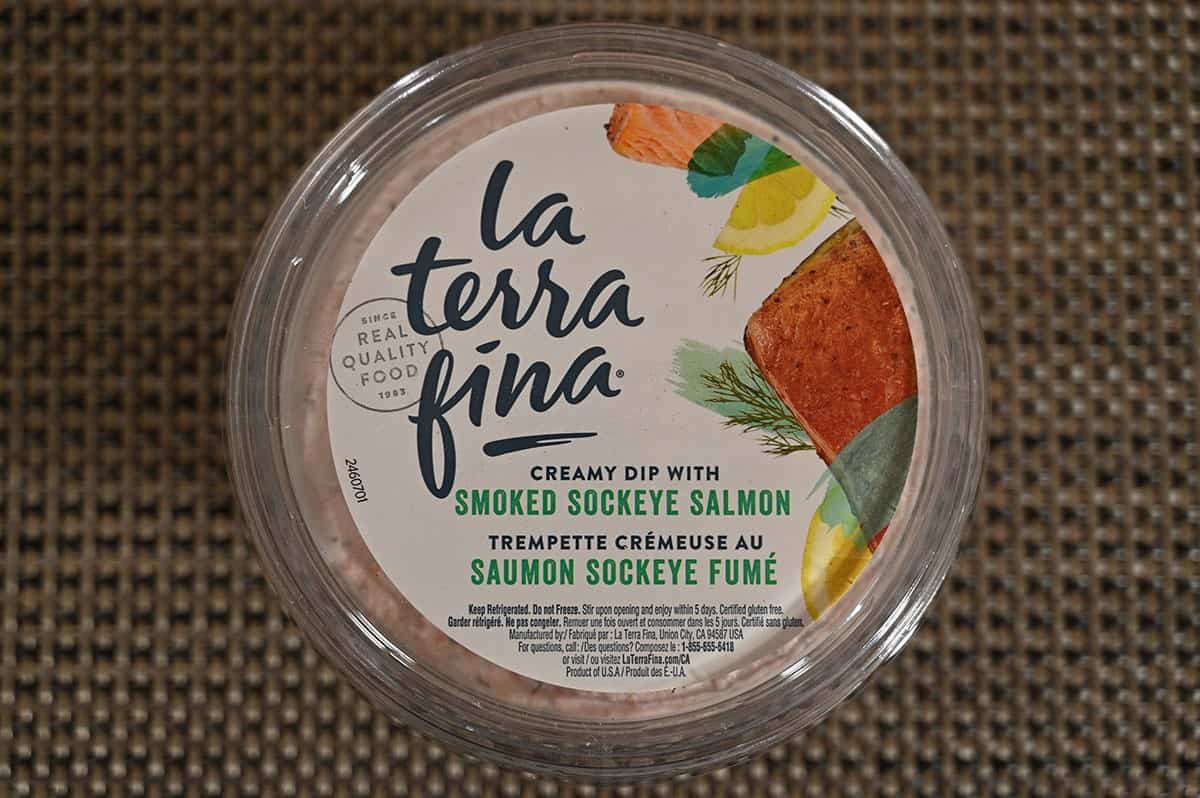 la
terra
fina®
SINCE
REAL
QUALITY
FOOD
1983
2460701
CREAMY DIP WITH
SMOKED SOCKEYE SALMON
TREMPETTE CRÉMEUSE AU
SAUMON SOCKEYE FUMÉ
Keep Refrigerated. Do not Freeze. Stir upon opening and enjoy within 5 days. Certified gluten free.
Garder réfrigéré. Ne pas congeler. Remuer une fois ouvert et consommer dans les 5 jours. Certifié sans gluten.
Manufactured by:/ Fabriqué par : La Terra Fina, Union City, CA 94587 USA
For questions, call: /Des questions? Composez le : 1-855-855-6418
or visit / ou visitez LaTerraFina.com/CA
Product of U.S.A / Produit des É.-U.A.